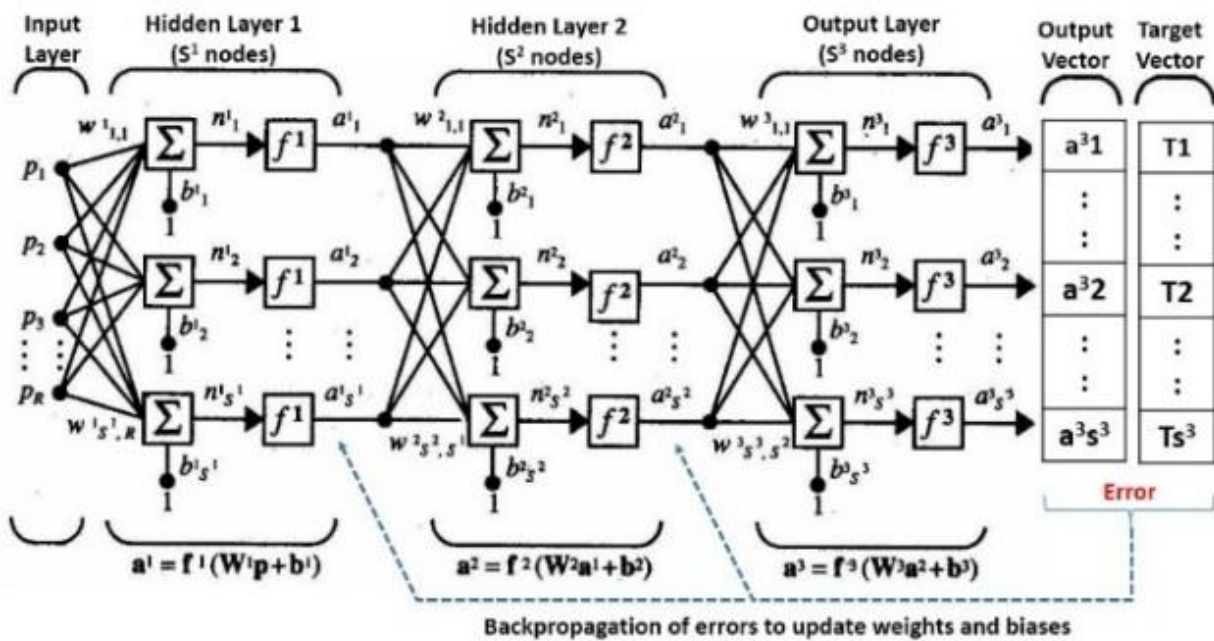 Input Layer
Hidden Layer 1
(S¹ nodes)
Hidden Layer 2
(S² nodes)
Output Layer
(S³ nodes)
Output Vector
Target Vector
w¹₁,₁ Σ n¹₁ f¹ a¹₁ w²₁,₁ Σ n²₁ f² a²₁ w³₁,₁ Σ n³₁ f³ a³₁ a³1 T1
p₁ b¹₁ b²₁ b³₁
1 1 1 ⋮ ⋮
p₂ Σ n¹₂ f¹ a¹₂ Σ n²₂ f² a²₂ Σ n³₂ f³ a³₂ a³2 T2
p₃ b¹₂ b²₂ b³₂
1 1 1 ⋮ ⋮
p_R Σ n¹s¹ f¹ a¹s¹ Σ n²s² f² a²s² Σ n³s³ f³ a³s³ a³s³ Ts³
w¹s¹,R w²s²,s¹ w³s³,s²
b¹s¹ b²s² b³s³
1 1 1
Error
a¹ = f¹(W¹p+b¹) a² = f²(W²a¹+b²) a³ = f³(W³a²+b³)
Backpropagation of errors to update weights and biases